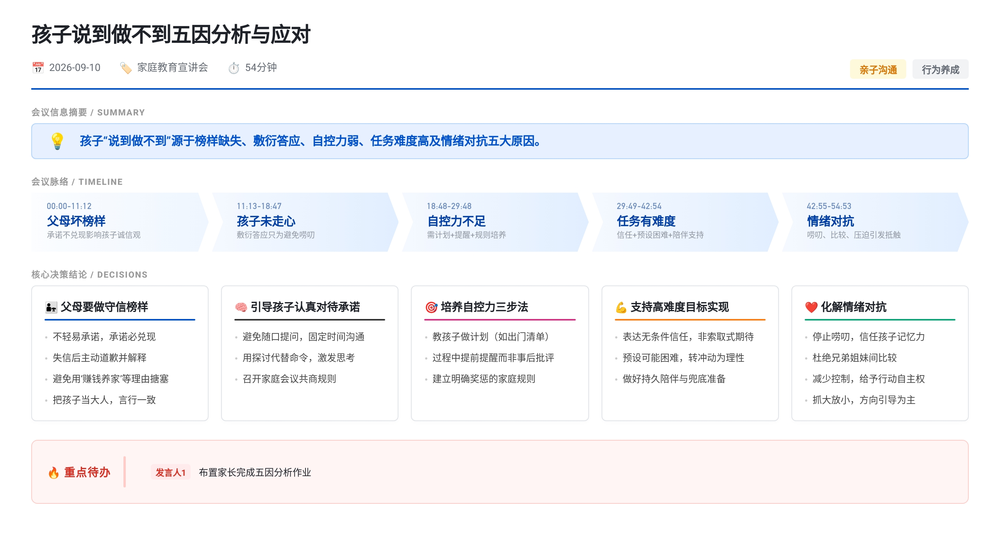 孩子说到做不到五因分析与应对
2026-09-10 家庭教育宣讲会 54分钟 亲子沟通 行为养成
会议信息摘要 / SUMMARY
孩子“说到做不到”源于榜样缺失、敷衍答应、自控力弱、任务难度高及情绪对抗五大原因。
会议脉络 / TIMELINE
00:00-11:12
父母坏榜样
承诺不兑现影响孩子诚信观
11:13-18:47
孩子未走心
敷衍答应只为避免唠叨
18:48-29:48
自控力不足
需计划+提醒+规则培养
29:49-42:54
任务有难度
信任+预设困难+陪伴支持
42:55-54:53
情绪对抗
唠叨、比较、压迫引发抵触
核心决策结论 / DECISIONS
父母要做守信榜样
不轻易承诺，承诺必兑现
失信后主动道歉并解释
避免用‘赚钱养家’等理由搪塞
把孩子当大人，言行一致
引导孩子认真对待承诺
避免随口提问，固定时间沟通
用探讨代替命令，激发思考
召开家庭会议共商规则
培养自控力三步法
教孩子做计划（如出门清单）
过程中提前提醒而非事后批评
建立明确奖惩的家庭规则
支持高难度目标实现
表达无条件信任，非索取式期待
预设可能困难，转冲动为理性
做好持久陪伴与兜底准备
化解情绪对抗
停止唠叨，信任孩子记忆力
杜绝兄弟姐妹间比较
减少控制，给予行动自主权
抓大放小，方向引导为主
重点待办 发言人1 布置家长完成五因分析作业